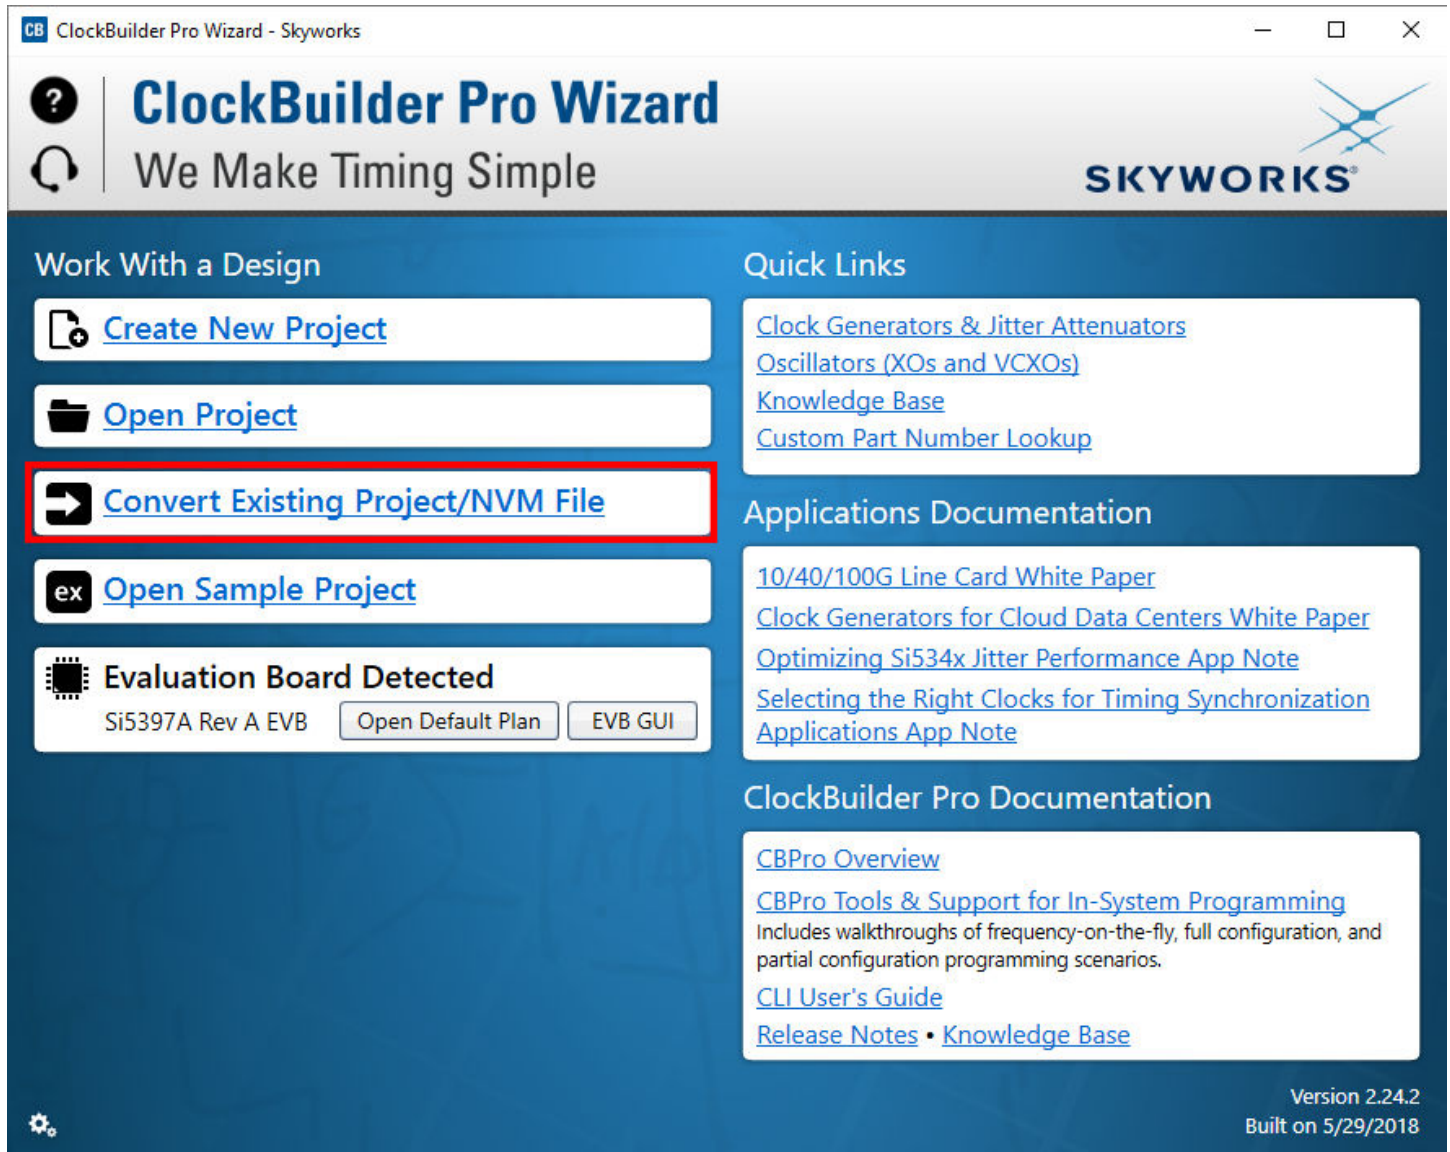 CB ClockBuilder Pro Wizard - Skyworks
?
ClockBuilder Pro Wizard
We Make Timing Simple
SKYWORKS®
Work With a Design
Create New Project
Open Project
Convert Existing Project/NVM File
ex Open Sample Project
Evaluation Board Detected
Si5397A Rev A EVB Open Default Plan EVB GUI
Quick Links
Clock Generators & Jitter Attenuators
Oscillators (XOs and VCXOs)
Knowledge Base
Custom Part Number Lookup
Applications Documentation
10/40/100G Line Card White Paper
Clock Generators for Cloud Data Centers White Paper
Optimizing Si534x Jitter Performance App Note
Selecting the Right Clocks for Timing Synchronization
Applications App Note
ClockBuilder Pro Documentation
CBPro Overview
CBPro Tools & Support for In-System Programming
Includes walkthroughs of frequency-on-the-fly, full configuration, and
partial configuration programming scenarios.
CLI User's Guide
Release Notes • Knowledge Base
Version 2.24.2
Built on 5/29/2018